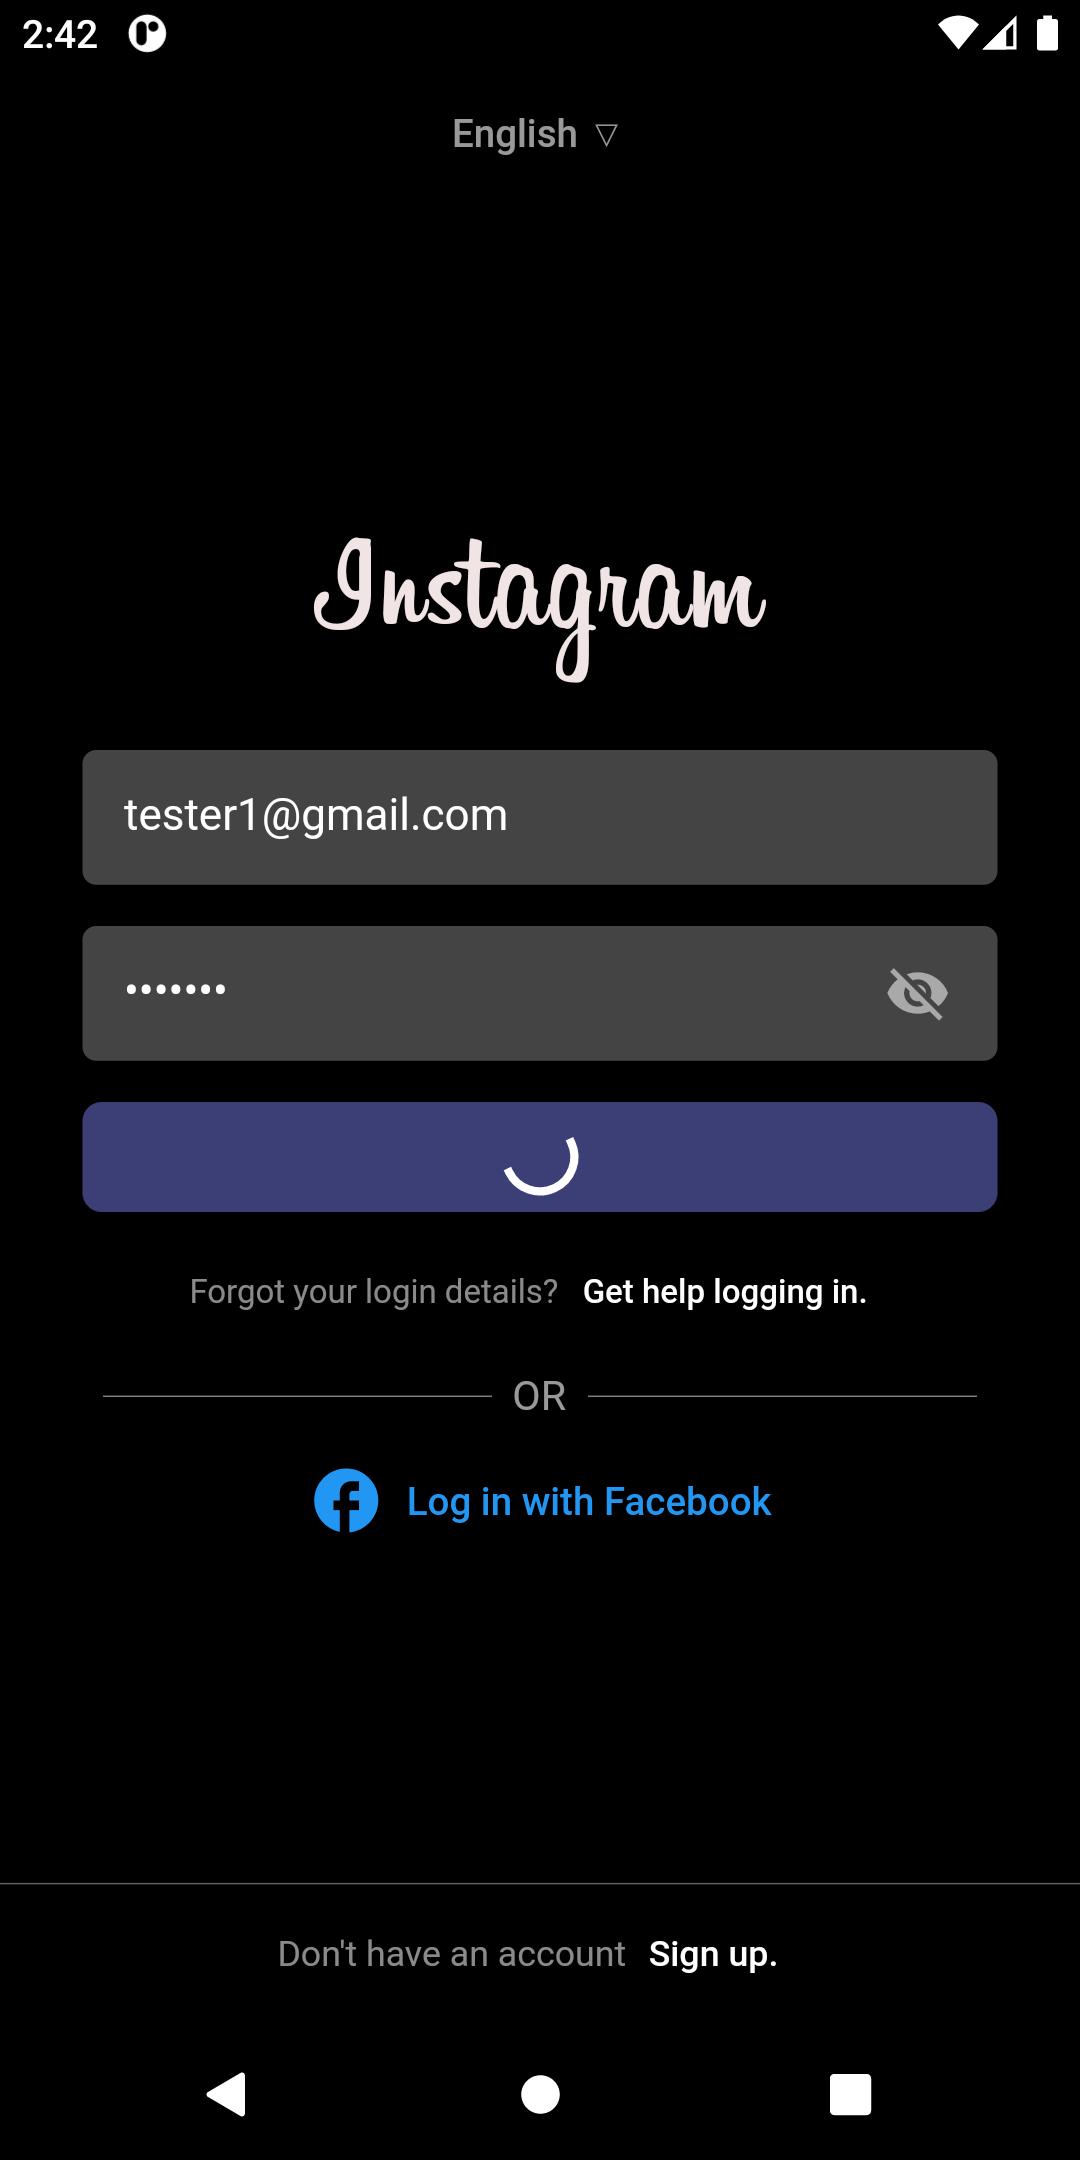 2:42
English
Instagram
tester1@gmail.com
•••••••
Forgot your login details? Get help logging in.
OR
Log in with Facebook
Don't have an account Sign up.